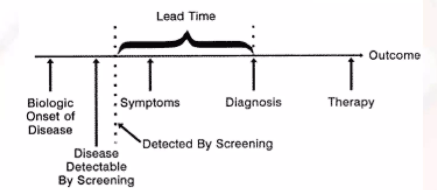 Lead Time
Outcome
Biologic
Onset of
Disease
Symptoms
Diagnosis
Therapy
Detected By Screening
Disease
Detectable
By Screening